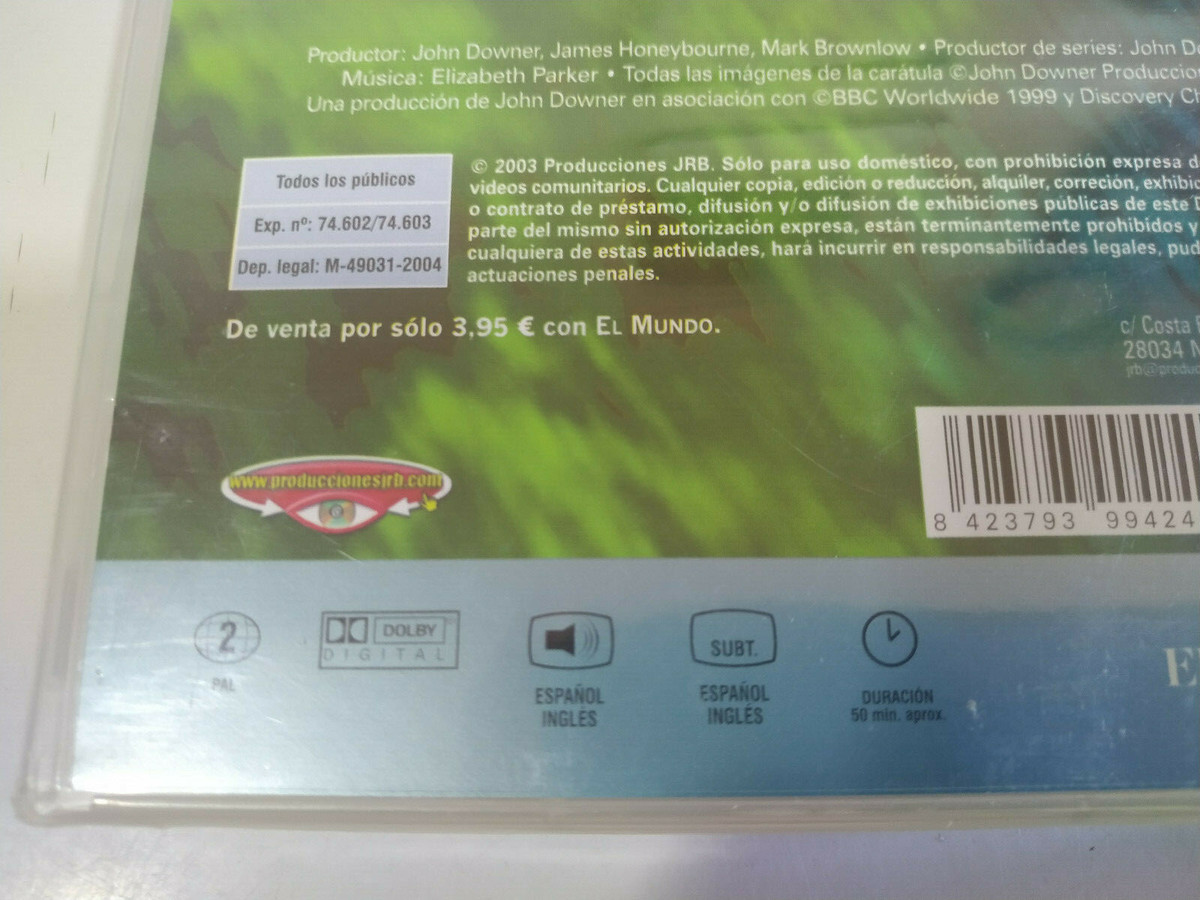 Productor: John Downer, James Honeybourne, Mark Brownlow • Productor de series: John
Música: Elizabeth Parker • Todas las imágenes de la carátula ©John Downer Produccio
Una producción de John Downer en asociación con ©BBC Worldwide 1999 y Discovery Ch
Todos los públicos
Exp. nº: 74.602/74.603
Dep. legal: M-49031-2004
© 2003 Producciones JRB. Sólo para uso doméstico, con prohibición expresa d
videos comunitarios. Cualquier copia, edición o reducción, alquiler, correción, exhibic
o contrato de préstamo, difusión y/o difusión de exhibiciones públicas de este D
parte del mismo sin autorización expresa, están terminantemente prohibidos y
cualquiera de estas actividades, hará incurrir en responsabilidades legales, pud
actuaciones penales.
De venta por sólo 3,95 € con EL MUNDO.
c/ Costa
28034
jrb@produc
www.produccionesjrb.com
8 423793 99424
2
PAL
DOLBY
DIGITAL
ESPAÑOL
INGLÉS
SUBT.
ESPAÑOL
INGLÉS
DURACIÓN
50 min. aprox.